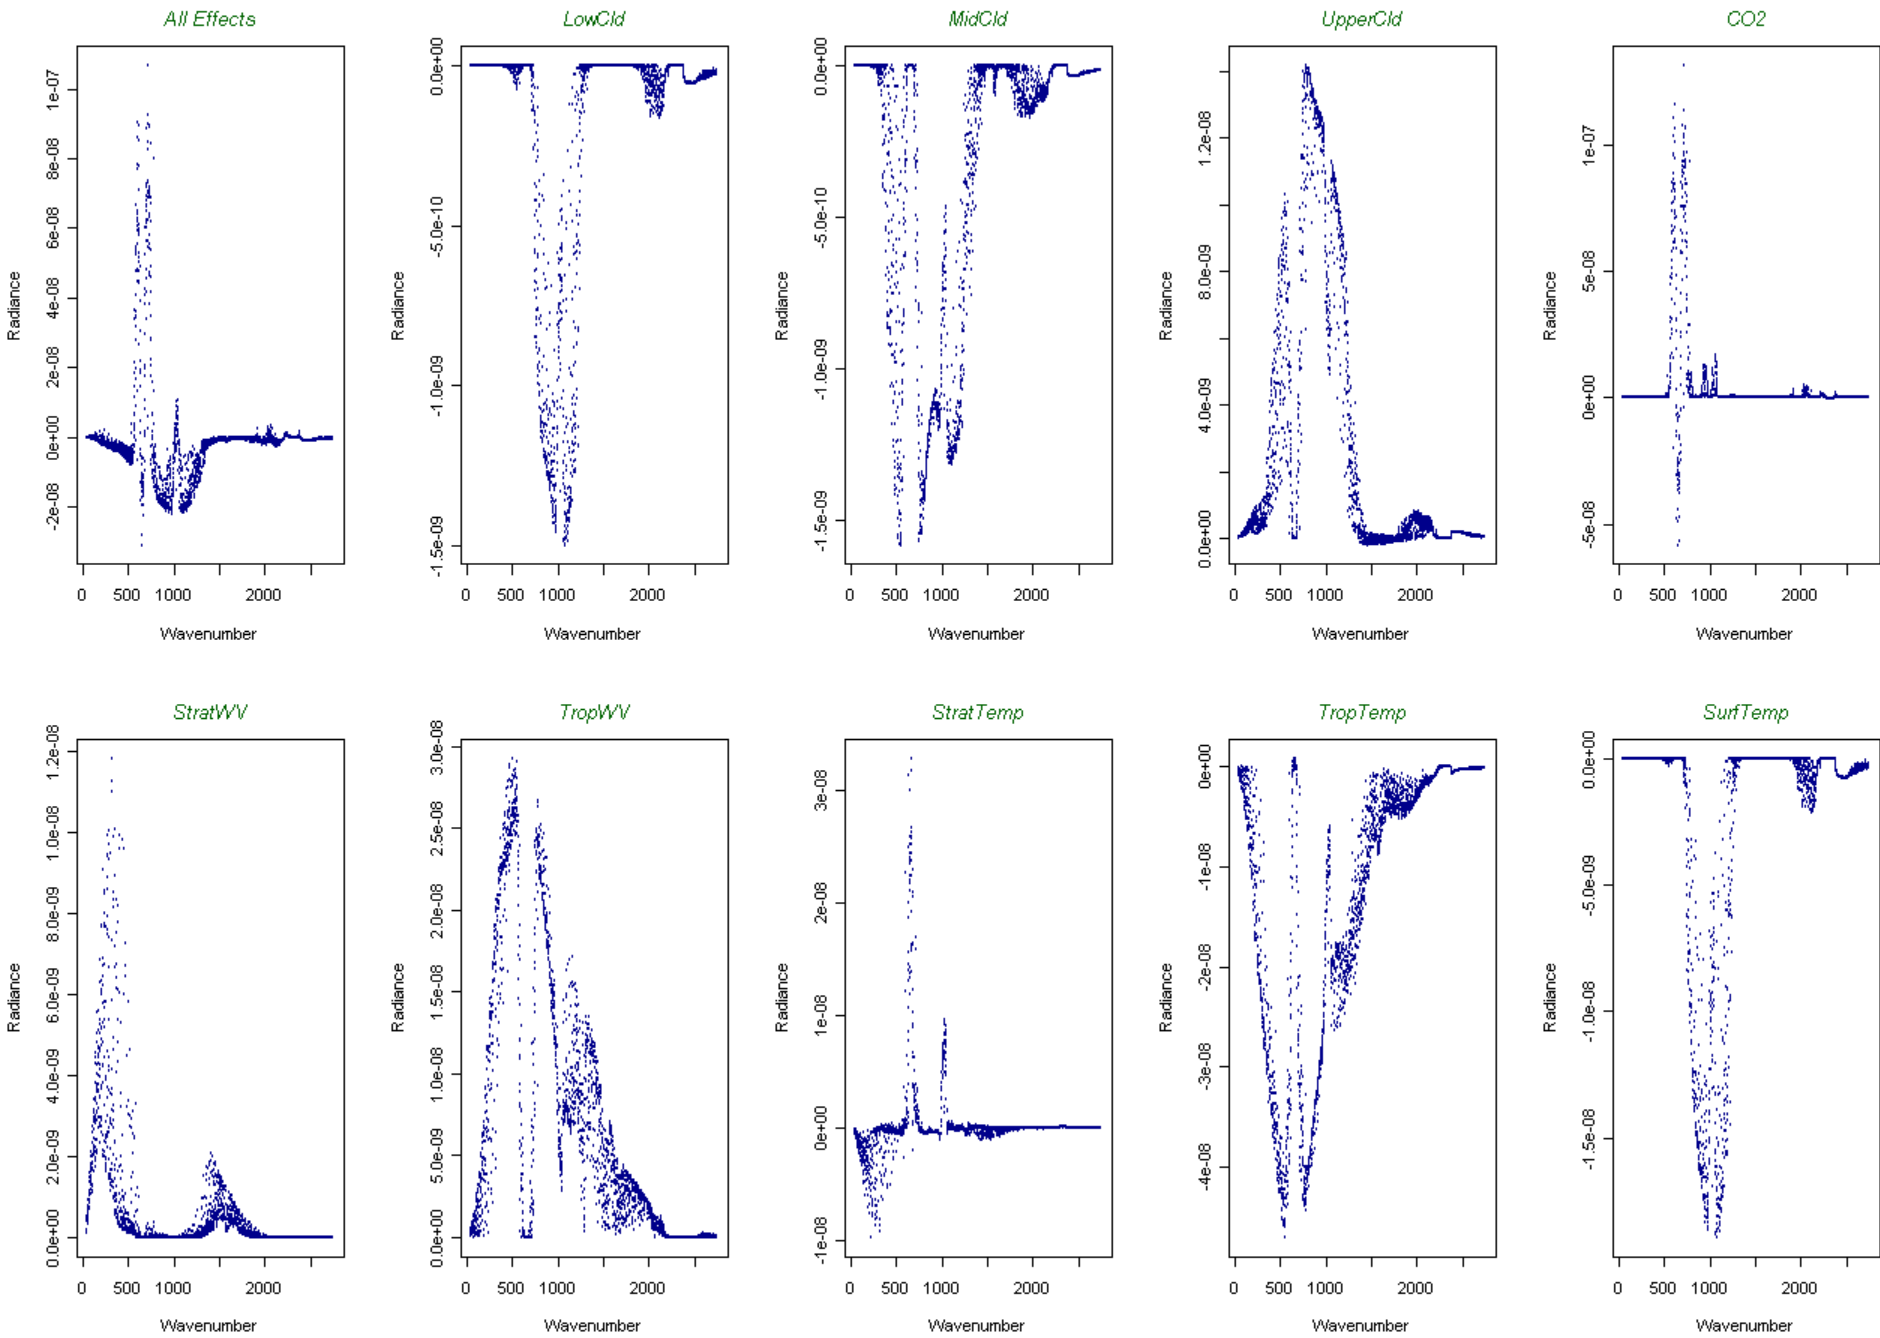 All Effects
LowCld
MidCld
UpperCld
CO2
Radiance
1e-07
8e-08
6e-08
4e-08
2e-08
0e+00
-2e-08
0 500 1000 2000
Wavenumber
Radiance
0.0e+00
-5.0e-10
-1.0e-09
-1.5e-09
0 500 1000 2000
Wavenumber
Radiance
0.0e+00
-5.0e-10
-1.0e-09
-1.5e-09
0 500 1000 2000
Wavenumber
Radiance
1.2e-08
8.0e-09
4.0e-09
0.0e+00
0 500 1000 2000
Wavenumber
Radiance
1e-07
5e-08
0e+00
-5e-08
0 500 1000 2000
Wavenumber
StratWV
TropWV
StratTemp
TropTemp
SurfTemp
Radiance
1.2e-08
1.0e-08
8.0e-09
6.0e-09
4.0e-09
2.0e-09
0.0e+00
0 500 1000 2000
Wavenumber
Radiance
3.0e-08
2.5e-08
2.0e-08
1.5e-08
1.0e-08
5.0e-09
0.0e+00
0 500 1000 2000
Wavenumber
Radiance
3e-08
2e-08
1e-08
0e+00
-1e-08
0 500 1000 2000
Wavenumber
Radiance
0e+00
-1e-08
-2e-08
-3e-08
-4e-08
0 500 1000 2000
Wavenumber
Radiance
0.0e+00
-5.0e-09
-1.0e-08
-1.5e-08
0 500 1000 2000
Wavenumber